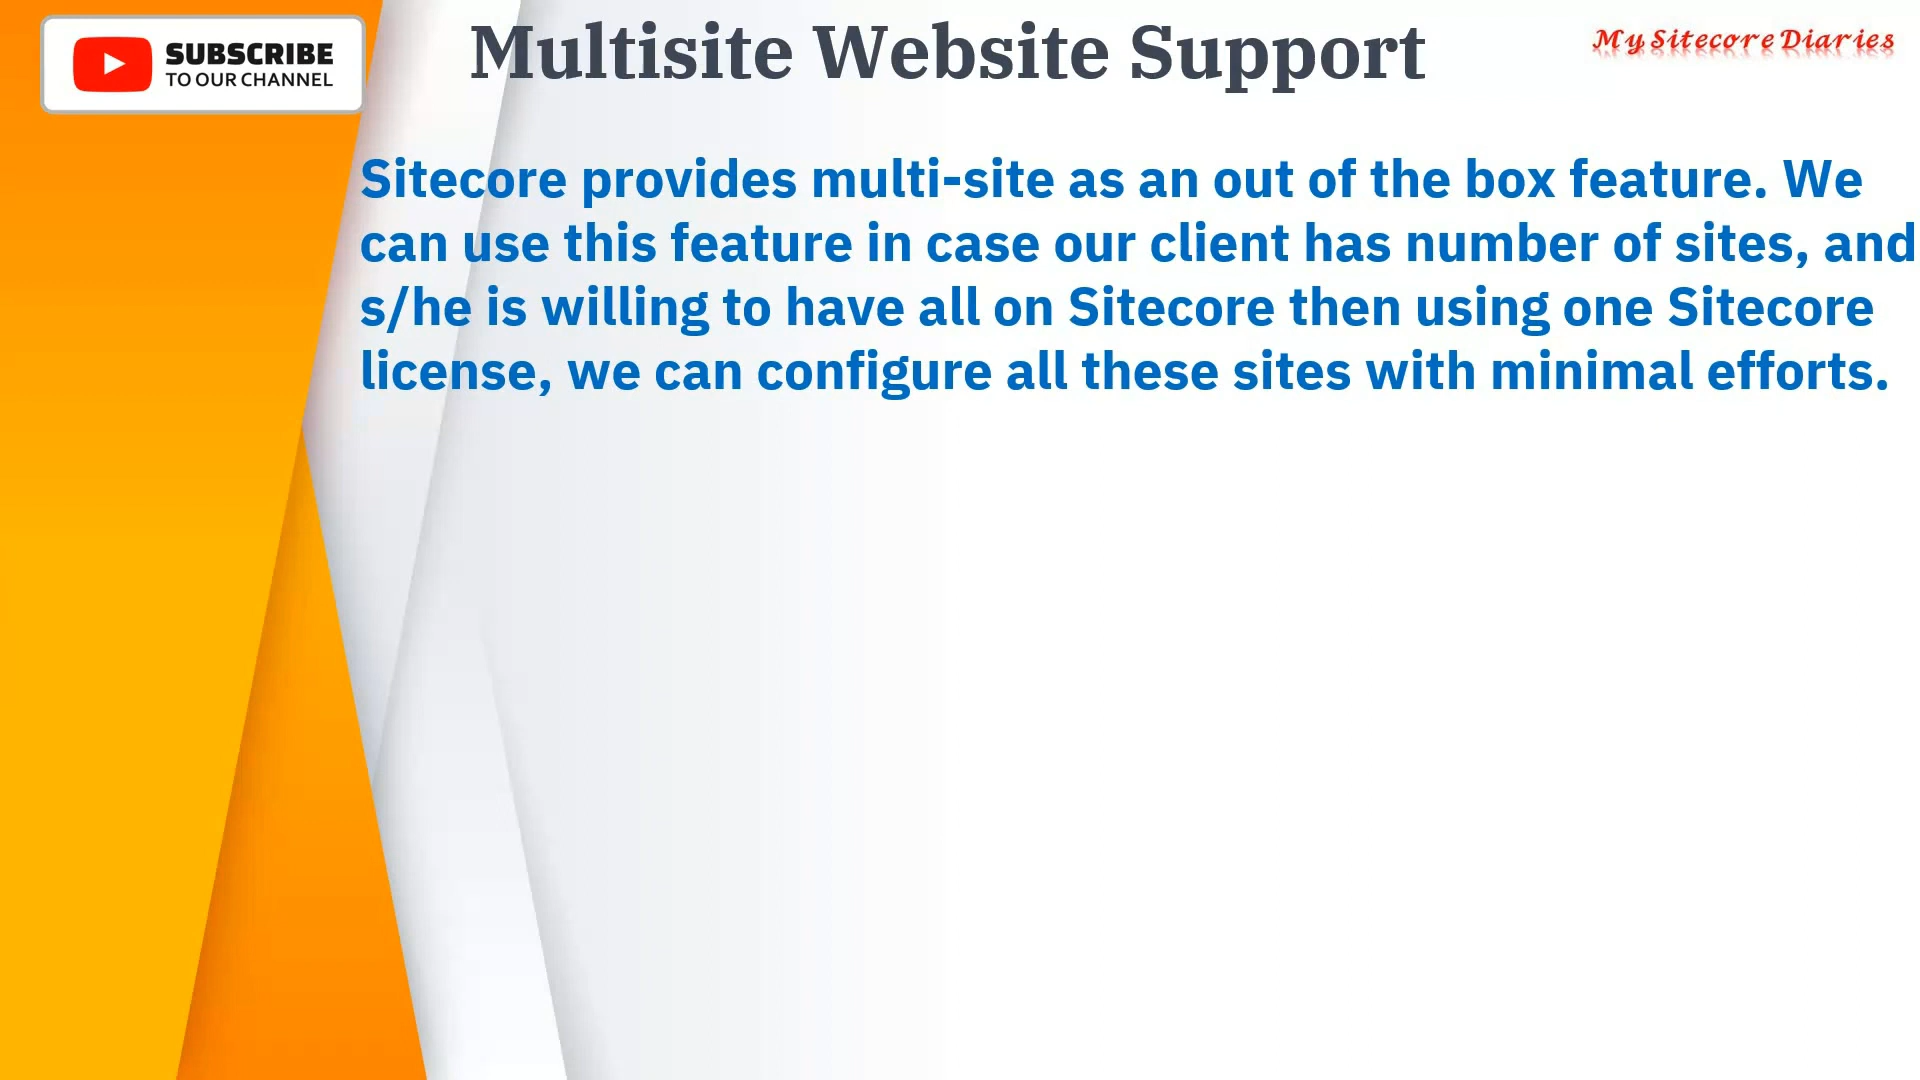 SUBSCRIBE
TO OUR CHANNEL
Multisite Website Support
My Sitecore Diaries
Sitecore provides multi-site as an out of the box feature. We
can use this feature in case our client has number of sites, and
s/he is willing to have all on Sitecore then using one Sitecore
license, we can configure all these sites with minimal efforts.